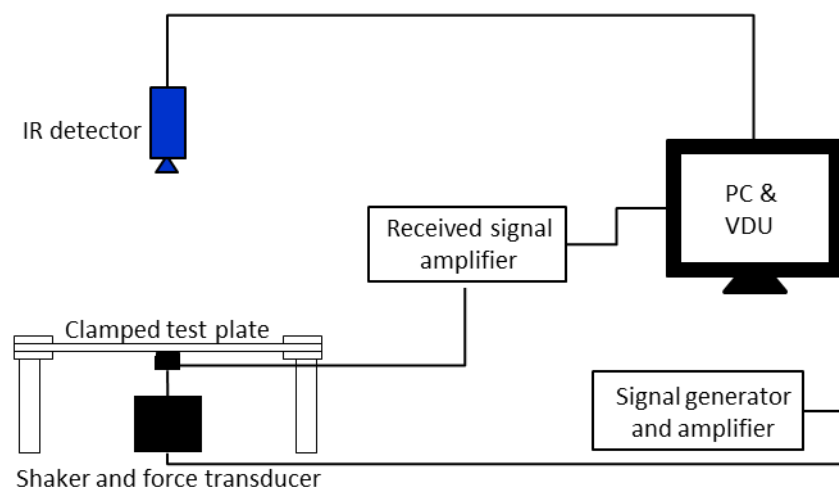 IR detector
PC &
VDU
Received signal
amplifier
Clamped test plate
Signal generator
and amplifier
Shaker and force transducer